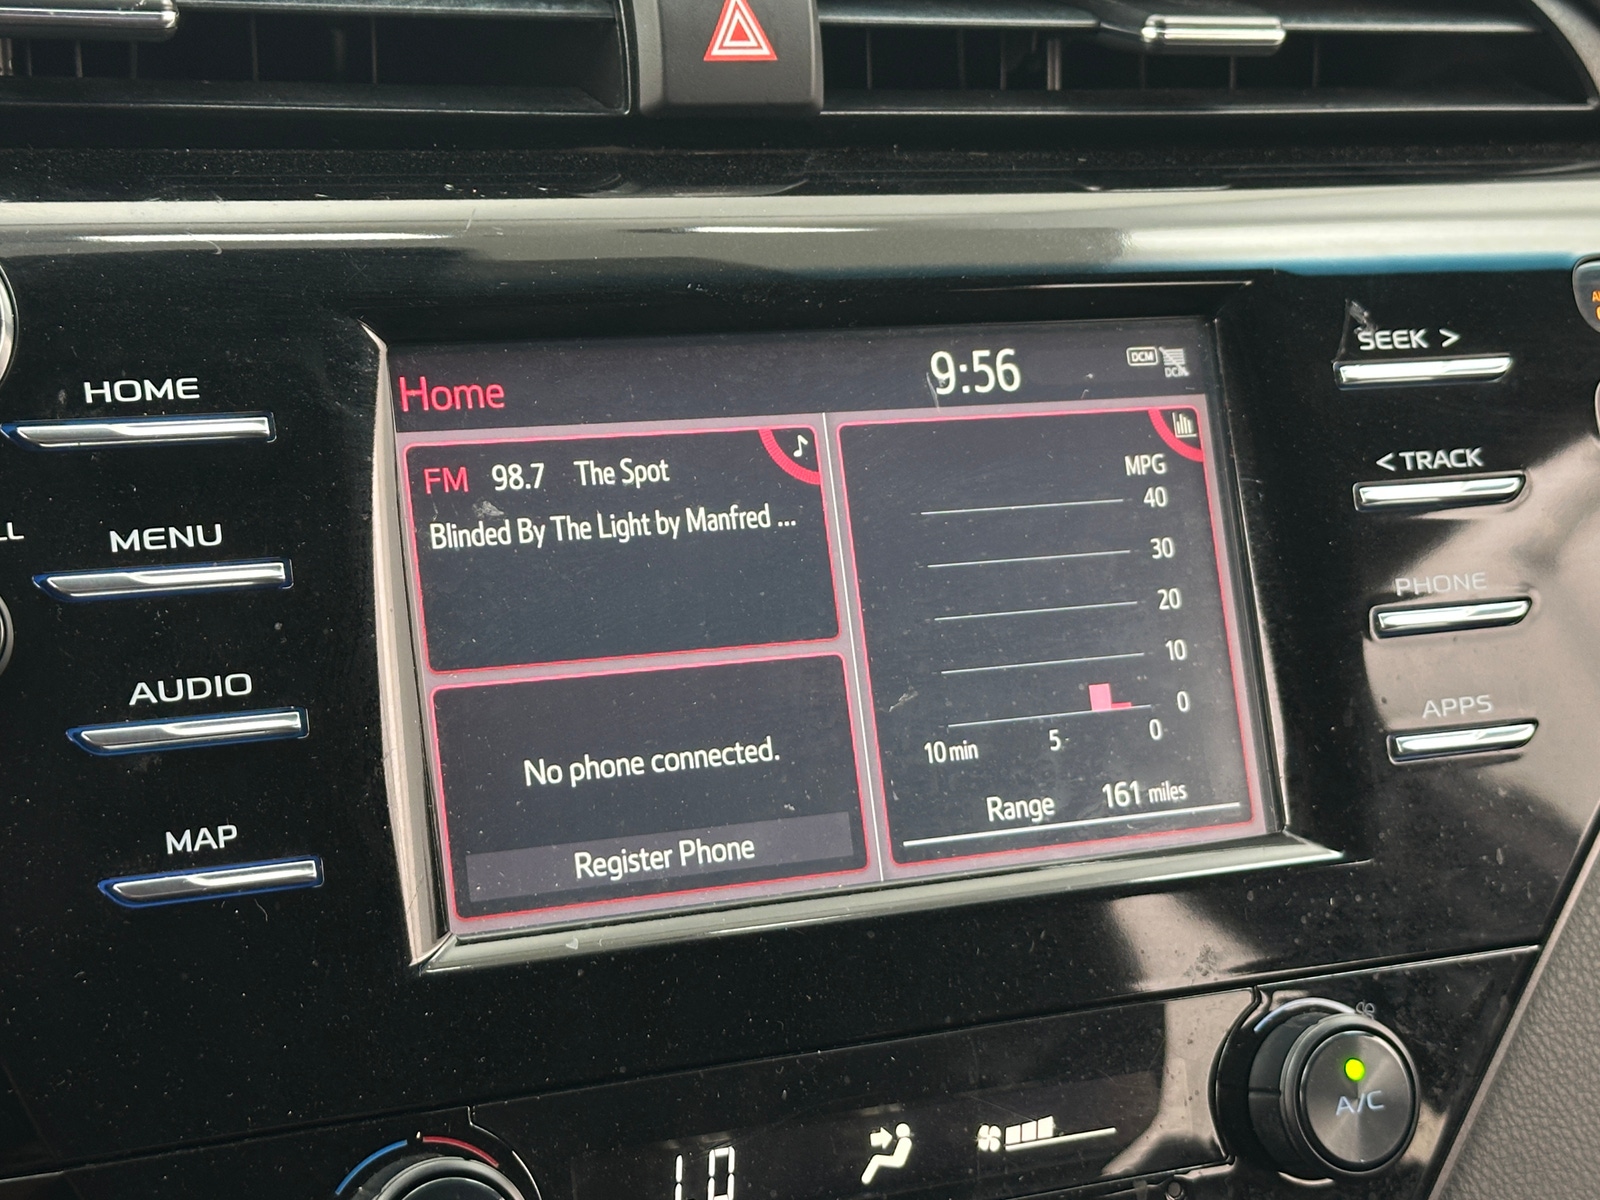 HOME
MENU
AUDIO
MAP
Home
9:56
DCM
FM 98.7 The Spot
Blinded By The Light by Manfred ...
No phone connected.
Register Phone
MPG
40
30
20
10
0
10 min 5 0
Range 161 miles
SEEK >
< TRACK
PHONE
APPS
A/C
LO